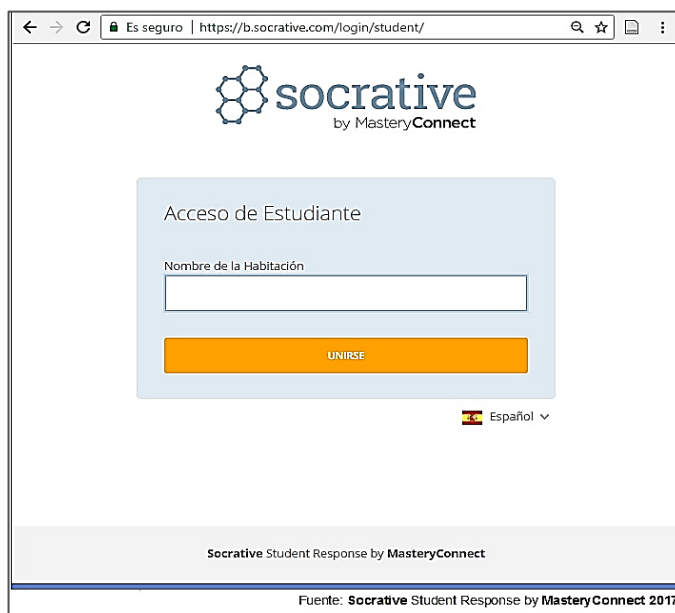 Es seguro | https://b.socrative.com/login/student/
socrative
by MasteryConnect
Acceso de Estudiante
Nombre de la Habitación
UNIRSE
Español
Socrative Student Response by MasteryConnect
Fuente: Socrative Student Response by MasteryConnect 2017